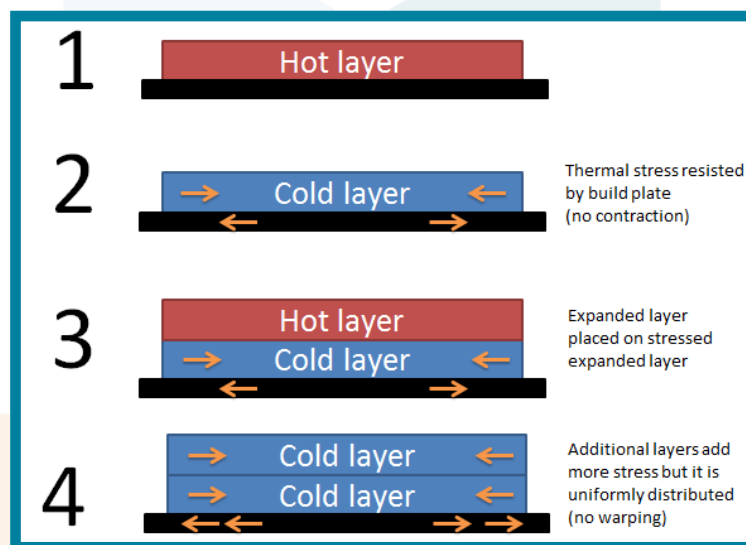 1
Hot layer
2
Cold layer
Thermal stress resisted
by build plate
(no contraction)
3
Hot layer
Cold layer
Expanded layer
placed on stressed
expanded layer
4
Cold layer
Cold layer
Additional layers add
more stress but it is
uniformly distributed
(no warping)